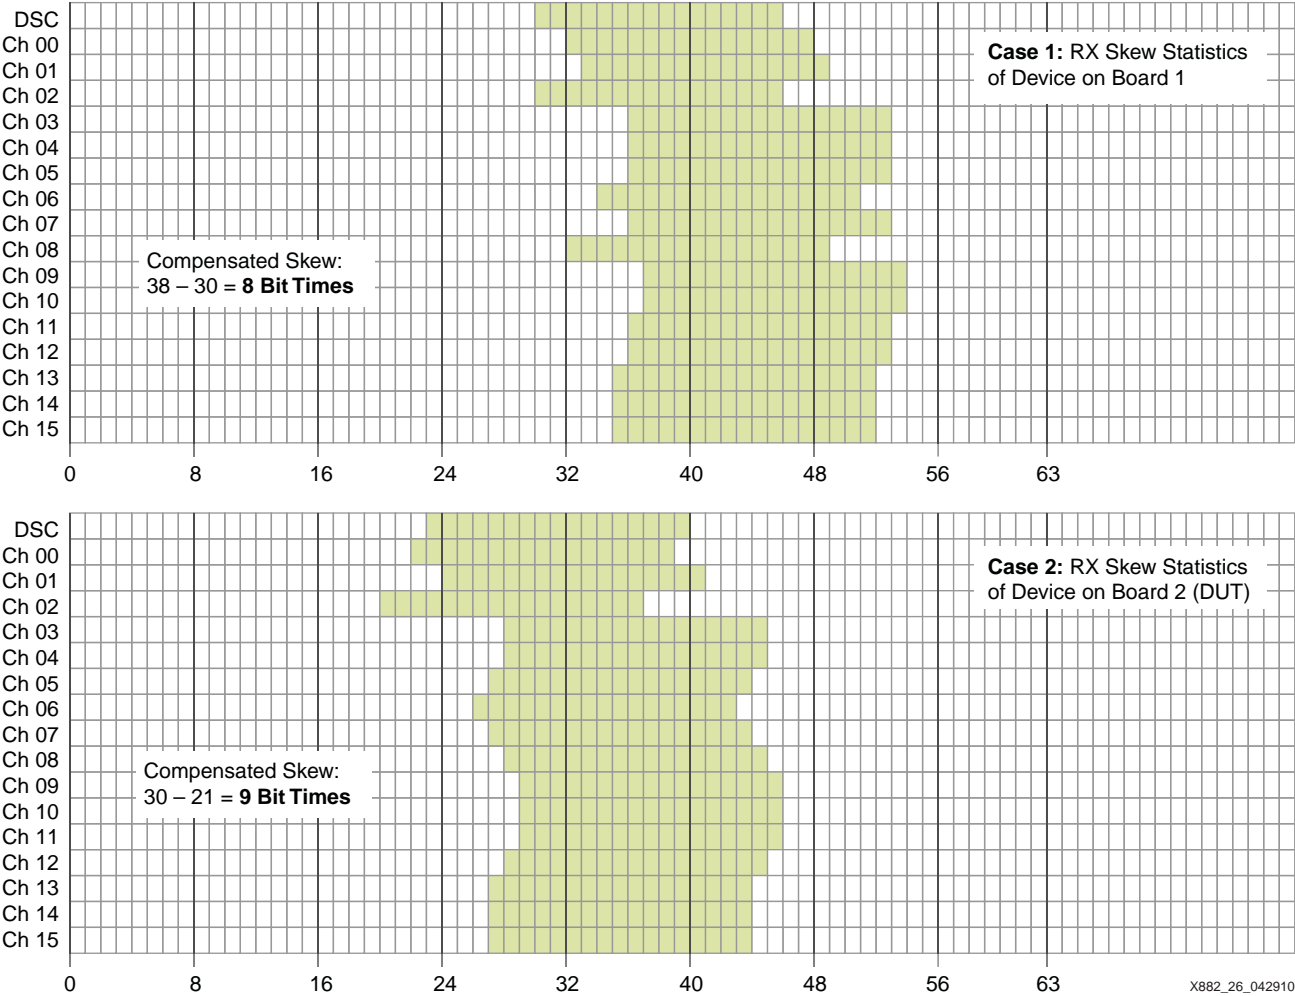 DSC
Ch 00
Ch 01
Ch 02
Ch 03
Ch 04
Ch 05
Ch 06
Ch 07
Ch 08
Ch 09
Ch 10
Ch 11
Ch 12
Ch 13
Ch 14
Ch 15
Case 1: RX Skew Statistics
of Device on Board 1
Compensated Skew:
38 – 30 = 8 Bit Times
0 8 16 24 32 40 48 56 63
DSC
Ch 00
Ch 01
Ch 02
Ch 03
Ch 04
Ch 05
Ch 06
Ch 07
Ch 08
Ch 09
Ch 10
Ch 11
Ch 12
Ch 13
Ch 14
Ch 15
Case 2: RX Skew Statistics
of Device on Board 2 (DUT)
Compensated Skew:
30 – 21 = 9 Bit Times
0 8 16 24 32 40 48 56 63
X882_26_042910